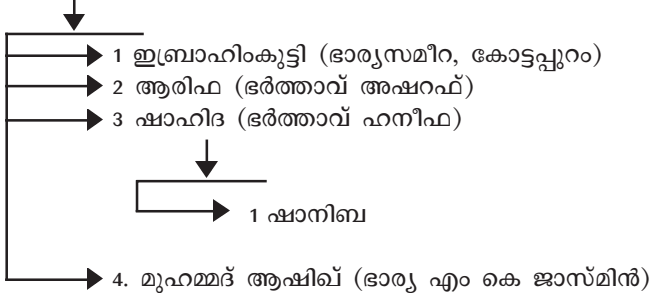 1 ഇബ്രാഹിംകുട്ടി (ഭാര്യസമീറ, കോട്ടപ്പുറം)
2 ആരിഫ (ഭർത്താവ് അഷറഫ്)
3 ഷാഹിദ (ഭർത്താവ് ഹനീഫ)
1 ഷാനിബ
4. മുഹമ്മദ് ആഷിഖ് (ഭാര്യ എം കെ ജാസ്മിൻ)